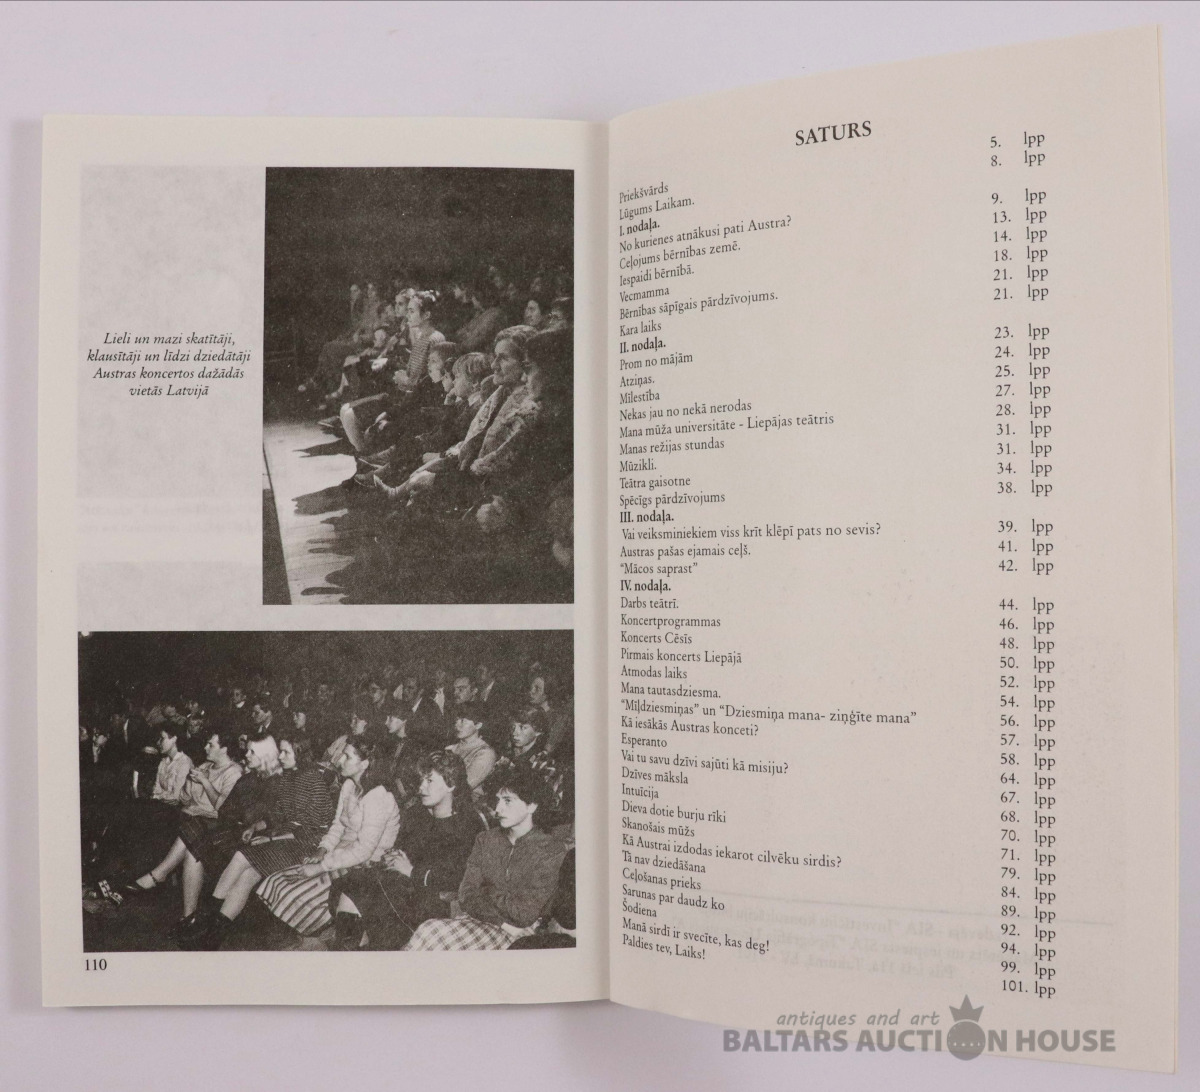 Lieli un mazi skatītāji,
klausītāji un līdzi dziedātāji
Austras koncertos dažādās
vietās Latvijā
110
SATURS
Priekšvārds 5. lpp
Lūgums Laikam. 8. lpp
I. nodaļa.
No kurienes atnākusi pati Austra? 9. lpp
Ceļojums bērnības zemē. 13. lpp
Iespaidi bērnībā. 14. lpp
Vecmamma 18. lpp
Bērnības sāpīgais pārdzīvojums. 21. lpp
Kara laiks 21. lpp
II. nodaļa.
Prom no mājām 23. lpp
Atziņas. 24. lpp
Mīlestība 25. lpp
Nekas jau no nekā nerodas 27. lpp
Mana mūža universitāte - Liepājas teātris 28. lpp
Manas režijas stundas 31. lpp
Mūzikli. 31. lpp
Teātra gaisotne 34. lpp
Spēcīgs pārdzīvojums 38. lpp
III. nodaļa.
Vai veiksminiekiem viss krīt klēpī pats no sevis? 39. lpp
Austras pašas ejamais ceļš. 41. lpp
“Mācos saprast” 42. lpp
IV. nodaļa.
Darbs teātrī. 44. lpp
Koncertprogrammas 46. lpp
Koncerts Cēsīs 48. lpp
Pirmais koncerts Liepājā 50. lpp
Atmodas laiks 52. lpp
Mana tautasdziesma. 54. lpp
“Mīļdziesmiņas” un “Dziesmiņa mana- ziņģīte mana” 56. lpp
Kā iesākās Austras konceti? 57. lpp
Esperanto 58. lpp
Vai tu savu dzīvi sajūti kā misiju? 64. lpp
Dzīves māksla 67. lpp
Intuīcija 68. lpp
Dieva dotie burju rīki 70. lpp
Skanošais mūžs 71. lpp
Kā Austrai izdodas iekarot cilvēku sirdis? 79. lpp
Tā nav dziedāšana 84. lpp
Ceļošanas prieks 89. lpp
Sarunas par daudz ko 92. lpp
Šodiena 94. lpp
Manā sirdī ir svecīte, kas deg! 99. lpp
Paldies tev, Laiks! 101. lpp
antiques and art
BALTARS AUCTION HOUSE